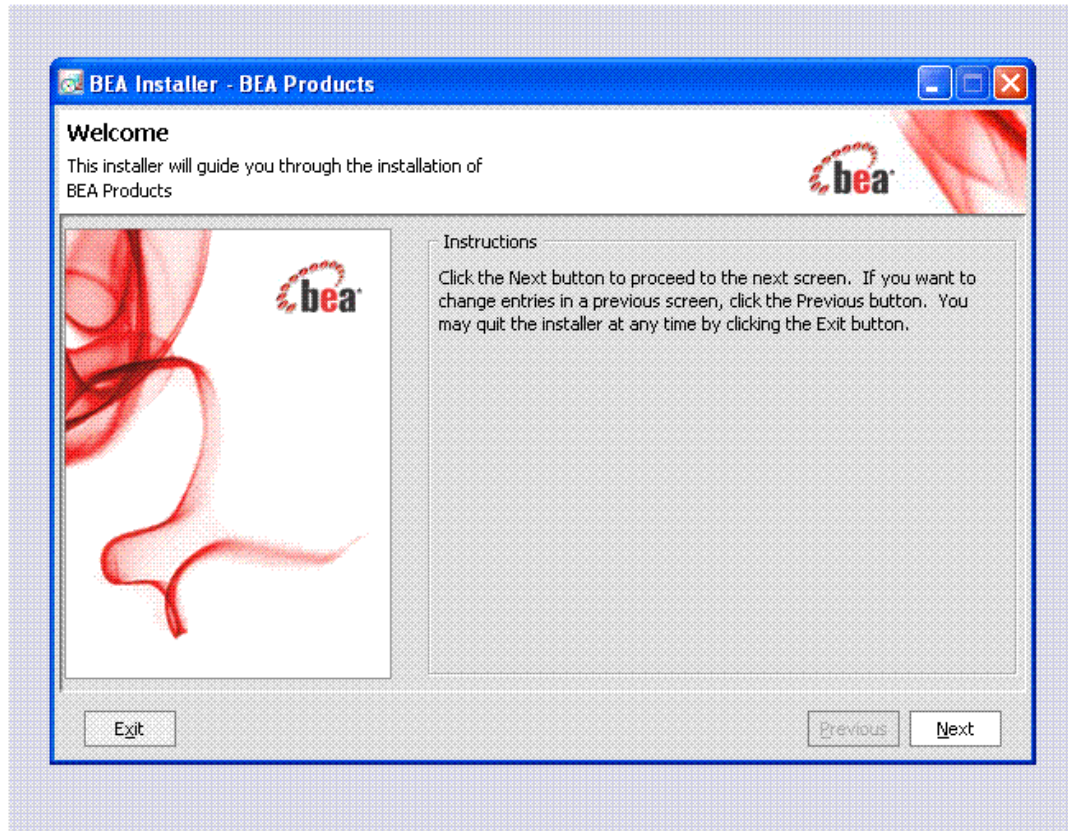 BEA Installer - BEA Products
Welcome
This installer will guide you through the installation of
BEA Products
bea
bea
Instructions
Click the Next button to proceed to the next screen. If you want to
change entries in a previous screen, click the Previous button. You
may quit the installer at any time by clicking the Exit button.
Exit
Previous
Next